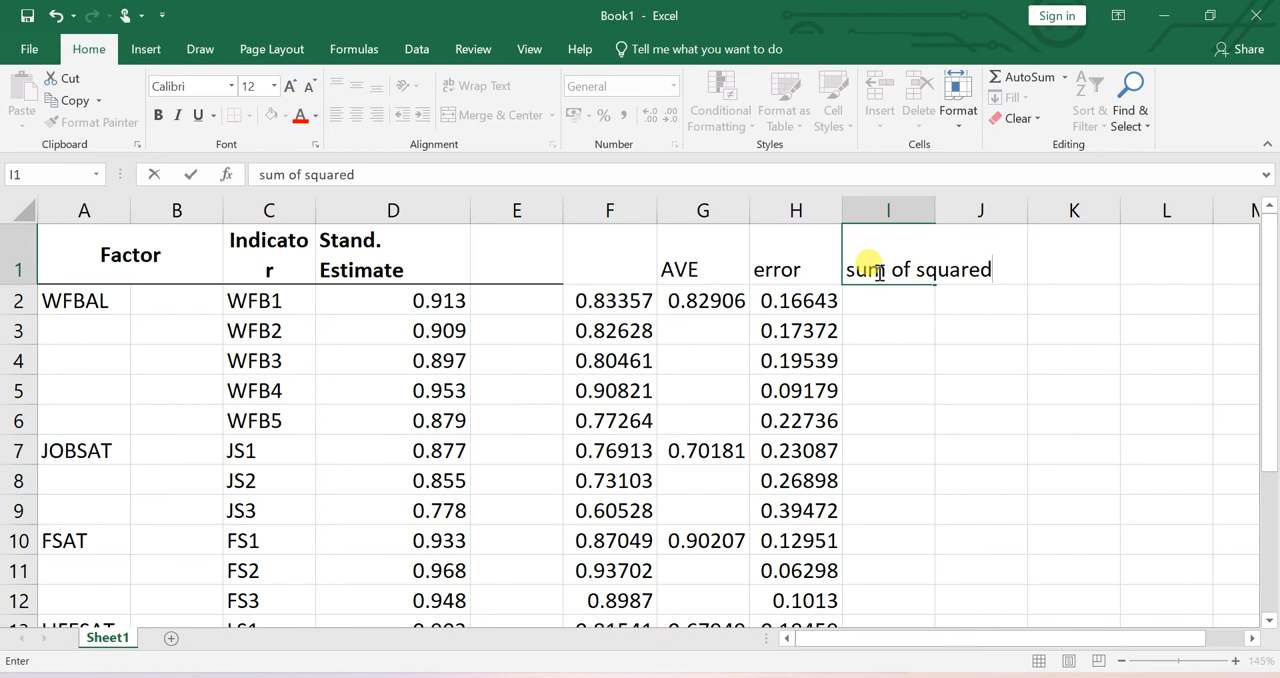 Book1 - Excel
Sign in
File Home Insert Draw Page Layout Formulas Data Review View Help Tell me what you want to do Share
Paste Cut Copy Format Painter Clipboard
Calibri 12 A A B I U A Font
Wrap Text Merge & Center Alignment
General % , Number
Conditional Formatting Format as Table Cell Styles Styles
Insert Delete Format Cells
AutoSum Fill Clear Sort & Filter Find & Select Editing
I1 fx sum of squared
A B C D E F G H I J K L
1 Factor Indicato r Stand. Estimate AVE error sum of squared
2 WFBAL WFB1 0.913 0.83357 0.82906 0.16643
3 WFB2 0.909 0.82628 0.17372
4 WFB3 0.897 0.80461 0.19539
5 WFB4 0.953 0.90821 0.09179
6 WFB5 0.879 0.77264 0.22736
7 JOBSAT JS1 0.877 0.76913 0.70181 0.23087
8 JS2 0.855 0.73103 0.26898
9 JS3 0.778 0.60528 0.39472
10 FSAT FS1 0.933 0.87049 0.90207 0.12951
11 FS2 0.968 0.93702 0.06298
12 FS3 0.948 0.8987 0.1013
Sheet1
Enter 145%